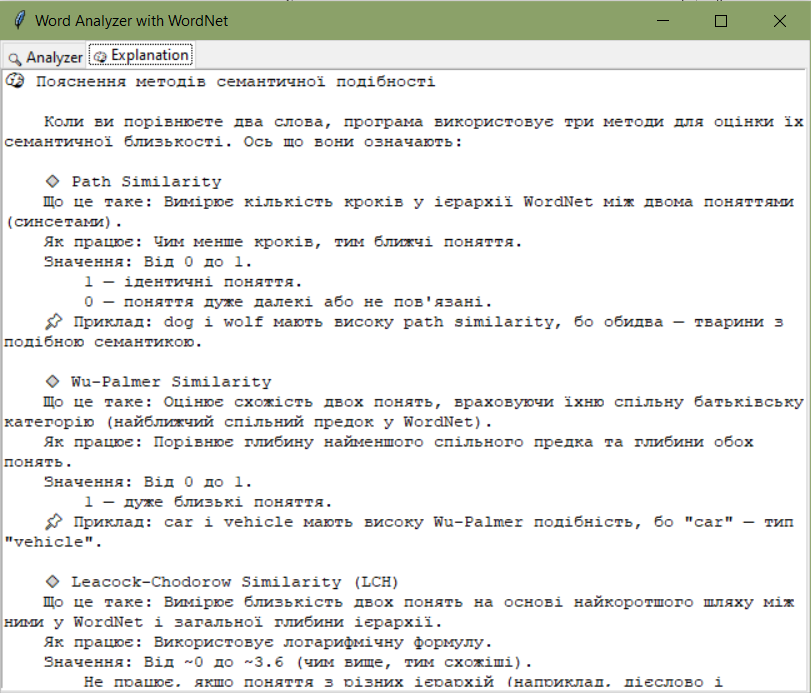 Word Analyzer with WordNet
Analyzer Explanation
Пояснення методів семантичної подібності
Коли ви порівнюєте два слова, програма використовує три методи для оцінки їх
семантичної близькості. Ось що вони означають:
Path Similarity
Що це таке: Вимірює кількість кроків у ієрархії WordNet між двома поняттями
(синсетами).
Як працює: Чим менше кроків, тим ближчі поняття.
Значення: Від 0 до 1.
1 — ідентичні поняття.
0 — поняття дуже далекі або не пов'язані.
Приклад: dog і wolf мають високу path similarity, бо обидва — тварини з
подібною семантикою.
Wu-Palmer Similarity
Що це таке: Оцінює схожість двох понять, враховуючи їхню спільну батьківську
категорію (найближчий спільний предок у WordNet).
Як працює: Порівнює глибину найменшого спільного предка та глибини обох
понять.
Значення: Від 0 до 1.
1 — дуже близькі поняття.
Приклад: car і vehicle мають високу Wu-Palmer подібність, бо "car" — тип
"vehicle".
Leacock-Chodorow Similarity (LCH)
Що це таке: Вимірює близькість двох понять на основі найкоротшого шляху між
ними у WordNet і загальної глибини ієрархії.
Як працює: Використовує логарифмічну формулу.
Значення: Від ~0 до ~3.6 (чим вище, тим схожіші).
Не працює, якщо поняття з різних ієрархій (наприклад, дієслово і